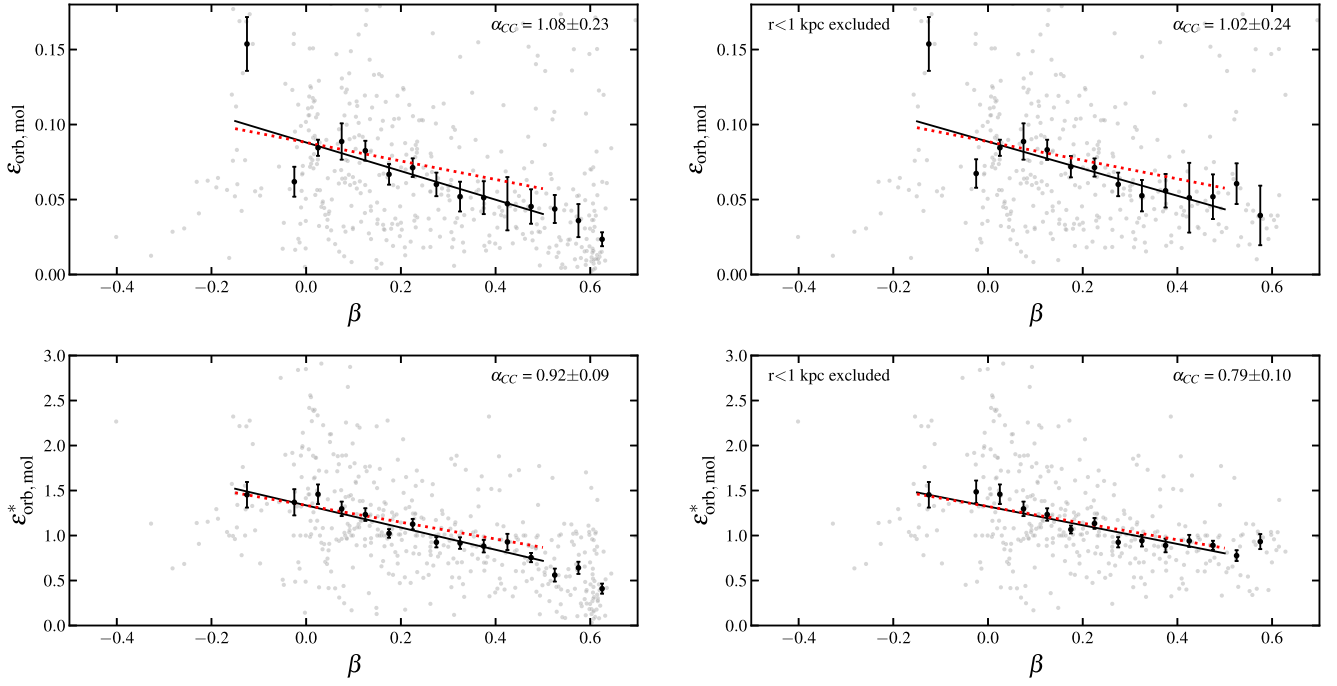 α_CC = 1.08±0.23
0.15
0.10
0.05
0.00
ε_orb,mol
−0.4 −0.2 0.0 0.2 0.4 0.6
β
r<1 kpc excluded α_CC = 1.02±0.24
0.15
0.10
0.05
0.00
ε_orb,mol
−0.4 −0.2 0.0 0.2 0.4 0.6
β
3.0
α_CC = 0.92±0.09
2.5
2.0
1.5
1.0
0.5
0.0
ε*_orb,mol
−0.4 −0.2 0.0 0.2 0.4 0.6
β
3.0
r<1 kpc excluded α_CC = 0.79±0.10
2.5
2.0
1.5
1.0
0.5
0.0
ε*_orb,mol
−0.4 −0.2 0.0 0.2 0.4 0.6
β